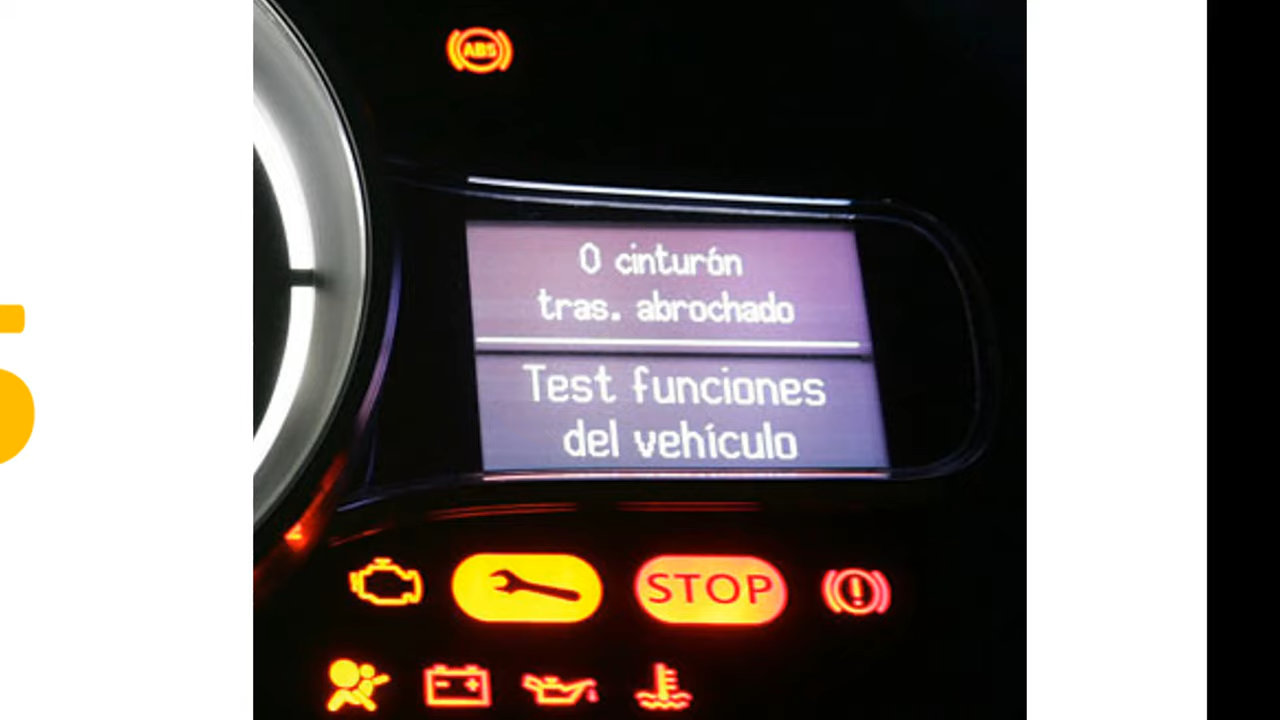 ABS
0 cinturón
tras. abrochado
Test funciones
del vehículo
STOP